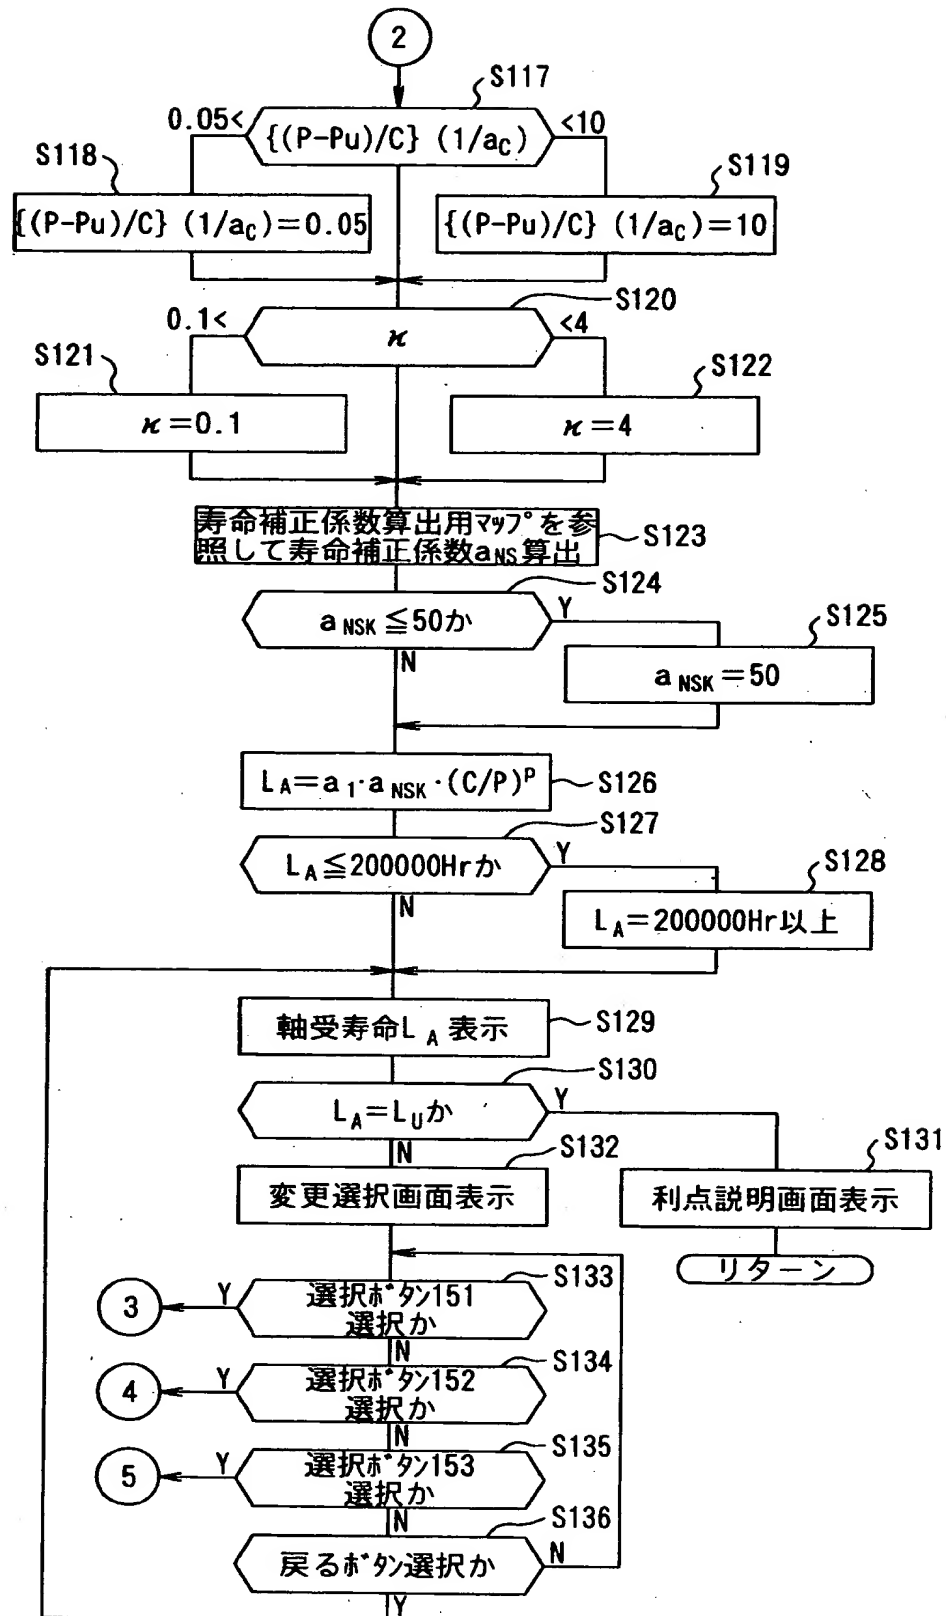 2
S117
0.05<
{(P-Pu)/C} (1/aC)
<10
S118
S119
{(P-Pu)/C} (1/aC)=0.05
{(P-Pu)/C} (1/aC)=10
S120
0.1<
κ
<4
S121
S122
κ=0.1
κ=4
寿命補正係数算出用マップを参
照して寿命補正係数aNS算出
S123
S124
aNSK≦50か
Y
N
S125
aNSK=50
LA=a1·aNSK·(C/P)p
S126
S127
LA≦200000Hrか
Y
N
S128
LA=200000Hr以上
軸受寿命LA表示
S129
S130
LA=LUか
Y
N
S132
S131
変更選択画面表示
利点説明画面表示
リターン
S133
3
Y
選択ボタン151
選択か
N
S134
4
Y
選択ボタン152
選択か
N
S135
5
Y
選択ボタン153
選択か
N
S136
戻るボタン選択か
N
Y